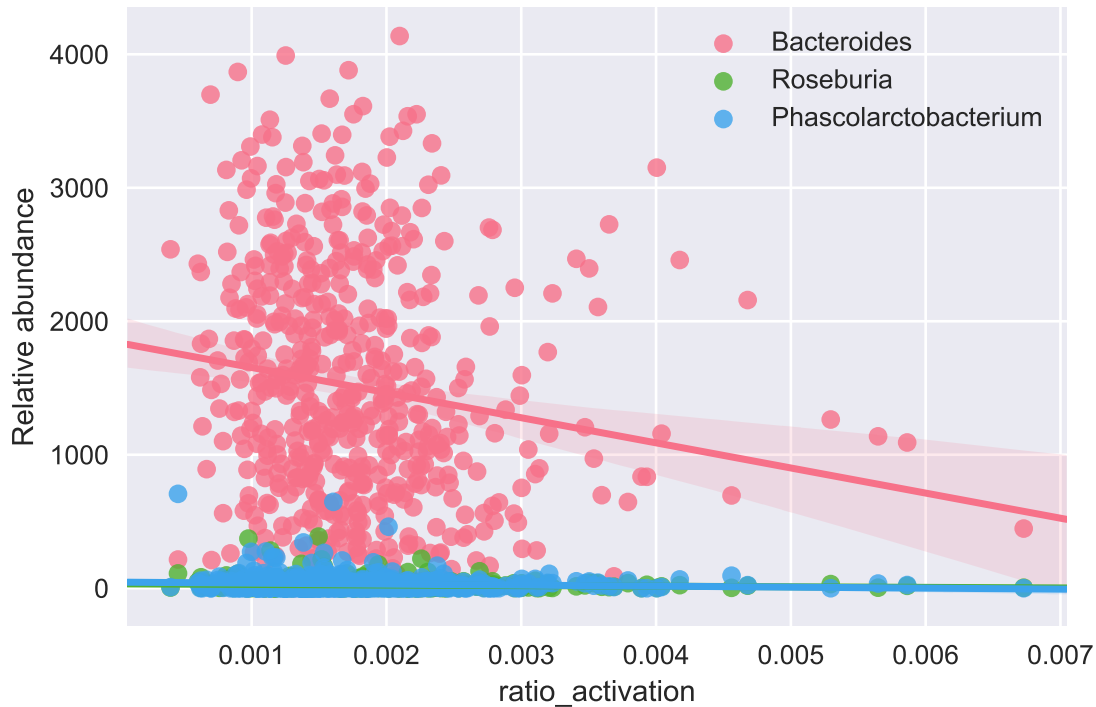 Bacteroides
Roseburia
Phascolarctobacterium
Relative abundance
4000
3000
2000
1000
0
0.001 0.002 0.003 0.004 0.005 0.006 0.007
ratio_activation